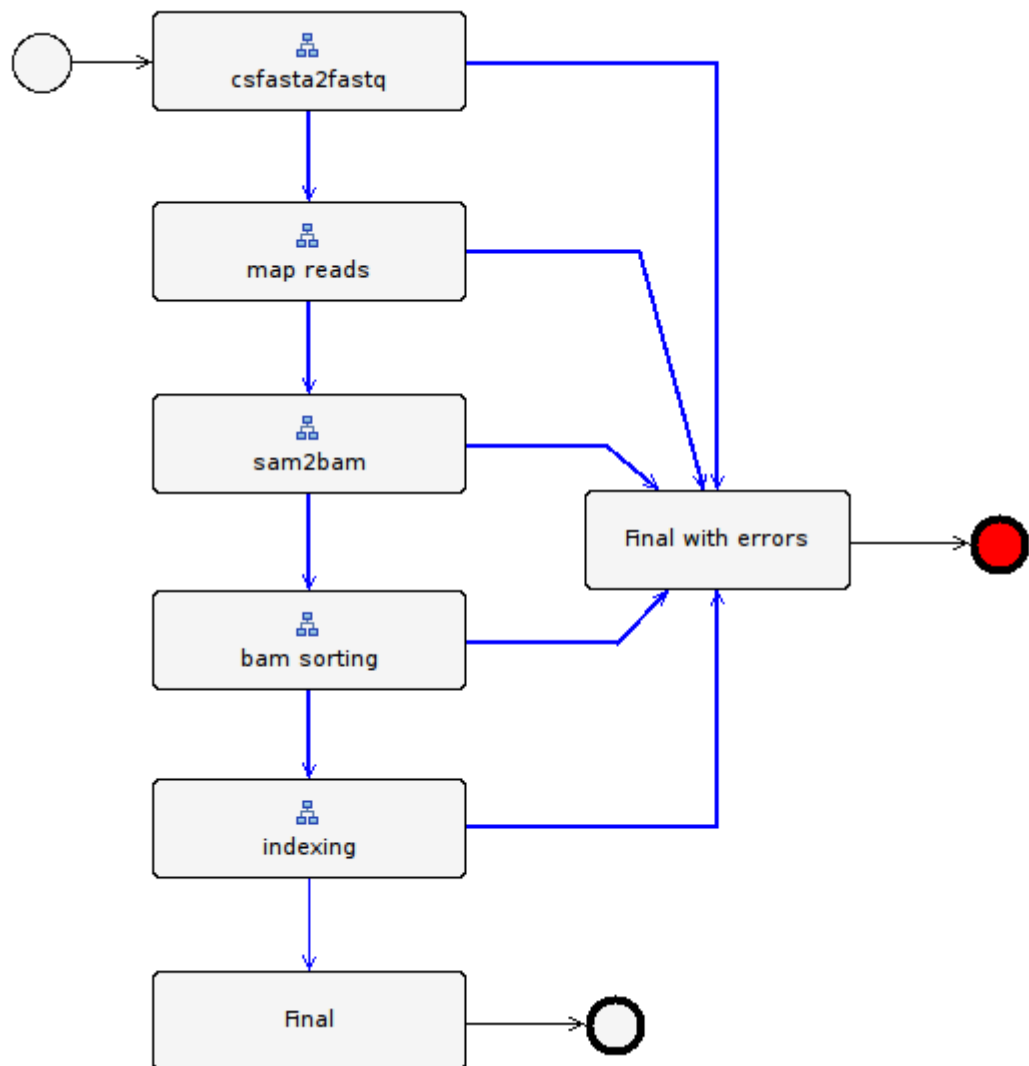 csfasta2fastq
map reads
sam2bam
Final with errors
bam sorting
indexing
Final